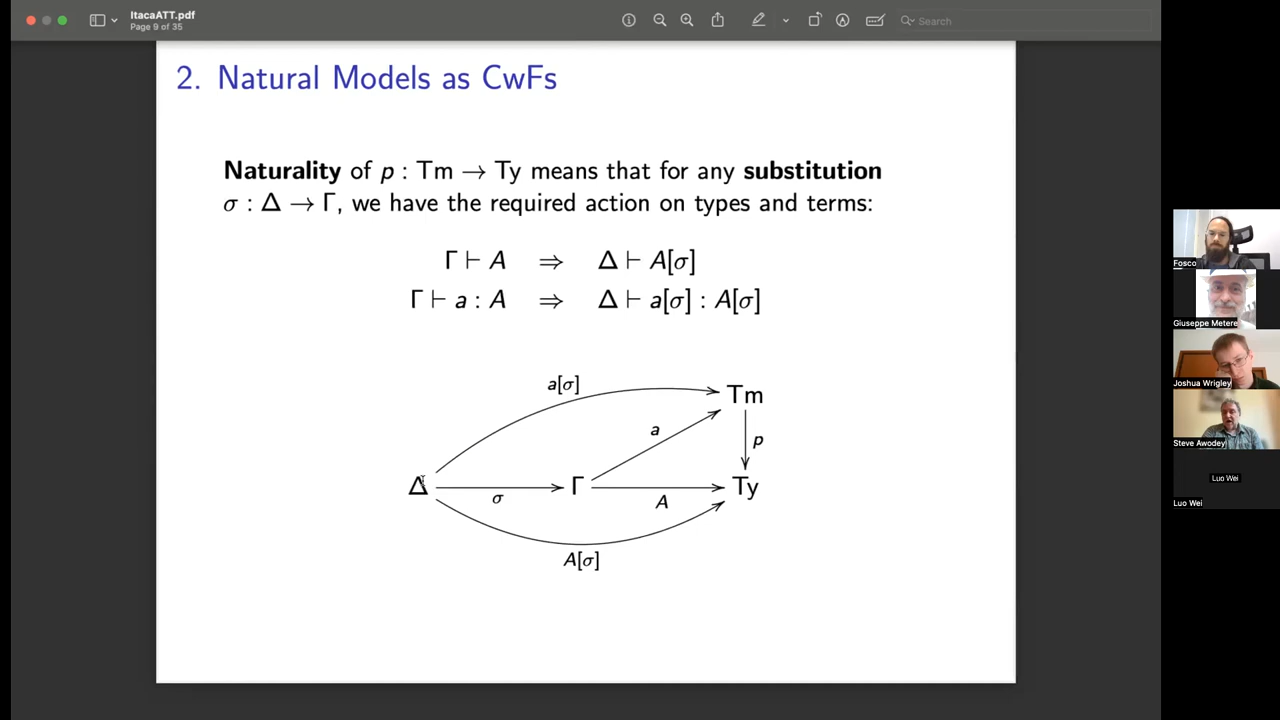 ItacaATT.pdf
Page 9 of 35
Search
2. Natural Models as CwFs
Naturality of p : Tm → Ty means that for any substitution
σ : Δ → Γ, we have the required action on types and terms:
Γ ⊢ A ⇒ Δ ⊢ A[σ]
Γ ⊢ a : A ⇒ Δ ⊢ a[σ] : A[σ]
a[σ]
Tm
a
p
Δ
σ
Γ
A
Ty
A[σ]
Fosco
Giuseppe Metere
Joshua Wrigley
Steve Awodey
Luo Wei
Luo Wei